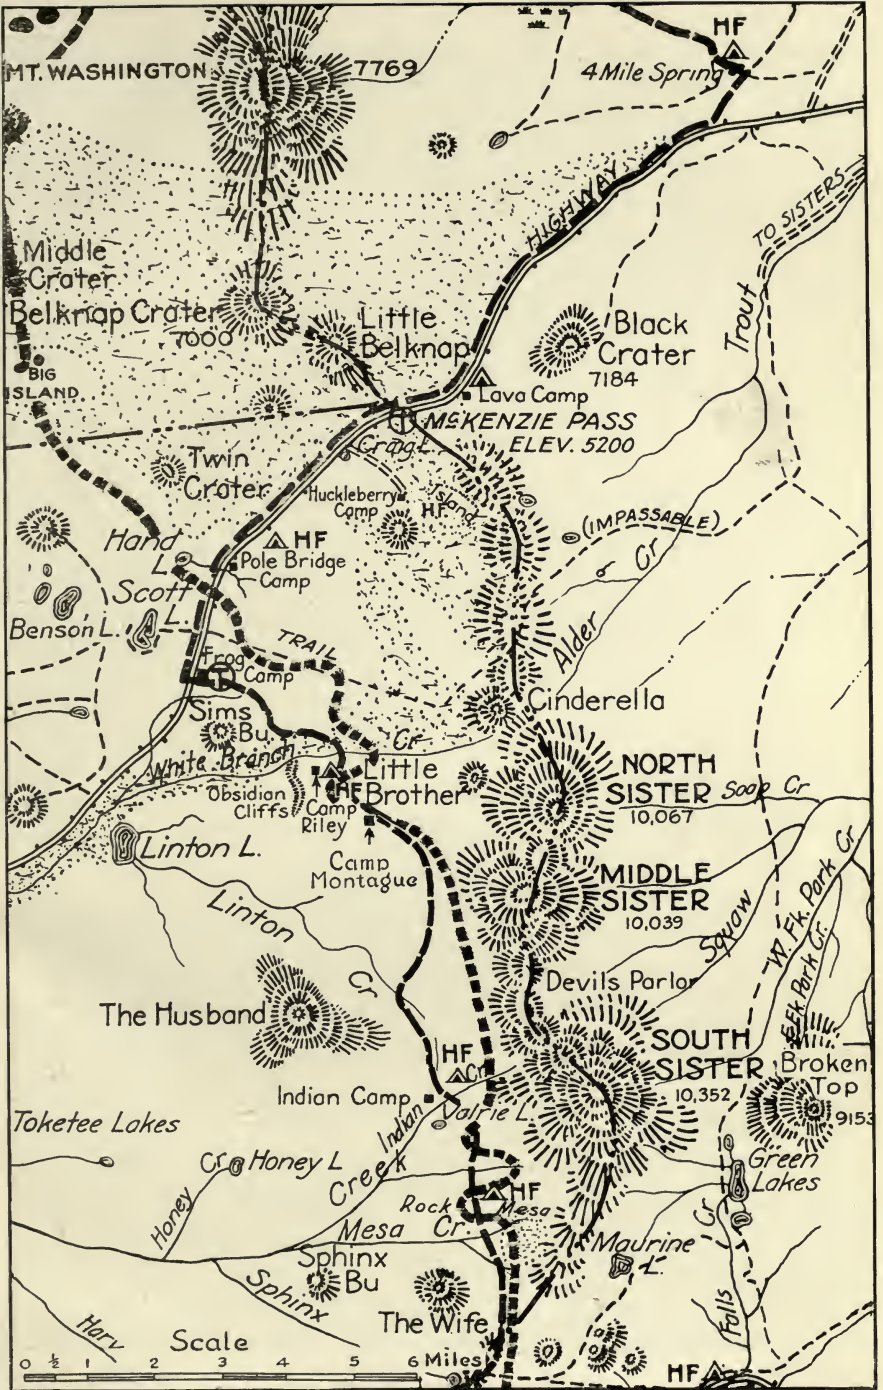 HF
MT. WASHINGTON
7769
4 Mile Spring
HIGHWAY
TO SISTERS
Middle
Crater
Belknap Crater
7000
Little
Belknap
Black
Crater
7184
Trout
BIG
ISLAND
Lava Camp
McKENZIE PASS
ELEV. 5200
Craig L.
Twin
Crater
Huckleberry
Camp
HF
Island
(IMPASSABLE)
Hand
L.
HF
Pole Bridge
Camp
Scott
L.
Benson L.
TRAIL
Alder Cr
Frog
Camp
Cinderella
Sims
Bu
White Branch
Cr
Obsidian
Cliffs
Camp
Riley
HF
Little
Brother
NORTH
SISTER
10,067
Soap Cr
Camp
Montague
Linton L.
MIDDLE
SISTER
10,039
Linton
Cr
Squaw
W. Fk. Park Cr
E. Fk Park Cr.
Devils Parlor
The Husband
HF
SOUTH
SISTER
10,352
Broken
Top
9153
Cr
Indian Camp
Indian
Valrie L.
Toketee Lakes
Cr
Honey L
Honey
Creek
Green
Lakes
HF
Rock Mesa
Mesa Cr
Cr
Maurine
L.
Sphinx
Bu
Sphinx
The Wife
Falls
Harv
Scale
0 ½ 1 2 3 4 5 6 Miles
HF